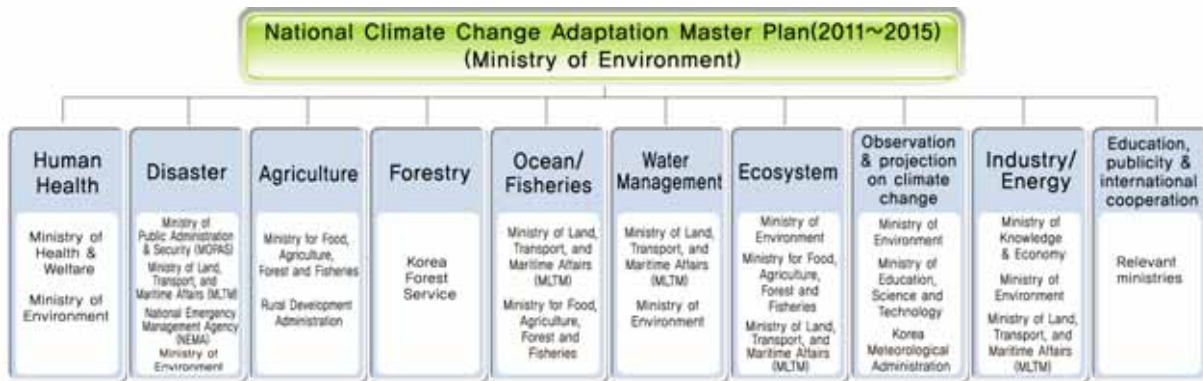 National Climate Change Adaptation Master Plan(2011~2015)
(Ministry of Environment)
Human
Health
Ministry of
Health &
Welfare
Ministry of
Environment
Disaster
Ministry of
Public Administration
& Security (MOPAS)
Ministry of Land,
Transport, and
Maritime Affairs (MLTM)
National Emergency
Management Agency
(NEMA)
Ministry of
Environment
Agriculture
Ministry for Food,
Agriculture,
Forest and Fisheries
Rural Development
Administration
Forestry
Korea
Forest
Service
Ocean/
Fisheries
Ministry of Land,
Transport, and
Maritime Affairs
(MLTM)
Ministry for Food,
Agriculture,
Forest and
Fisheries
Water
Management
Ministry of Land,
Transport, and
Maritime Affairs
(MLTM)
Ministry of
Environment
Ecosystem
Ministry of
Environment
Ministry for Food,
Agriculture,
Forest and
Fisheries
Ministry of Land,
Transport, and
Maritime Affairs
(MLTM)
Observation
& projection
on climate
change
Ministry of
Environment
Ministry of
Education,
Science and
Technology
Korea
Meteorological
Administration
Industry/
Energy
Ministry of
Knowledge
& Economy
Ministry of
Environment
Ministry of Land,
Transport, and
Maritime Affairs (MLTM)
Education,
publicity &
international
cooperation
Relevant
ministries